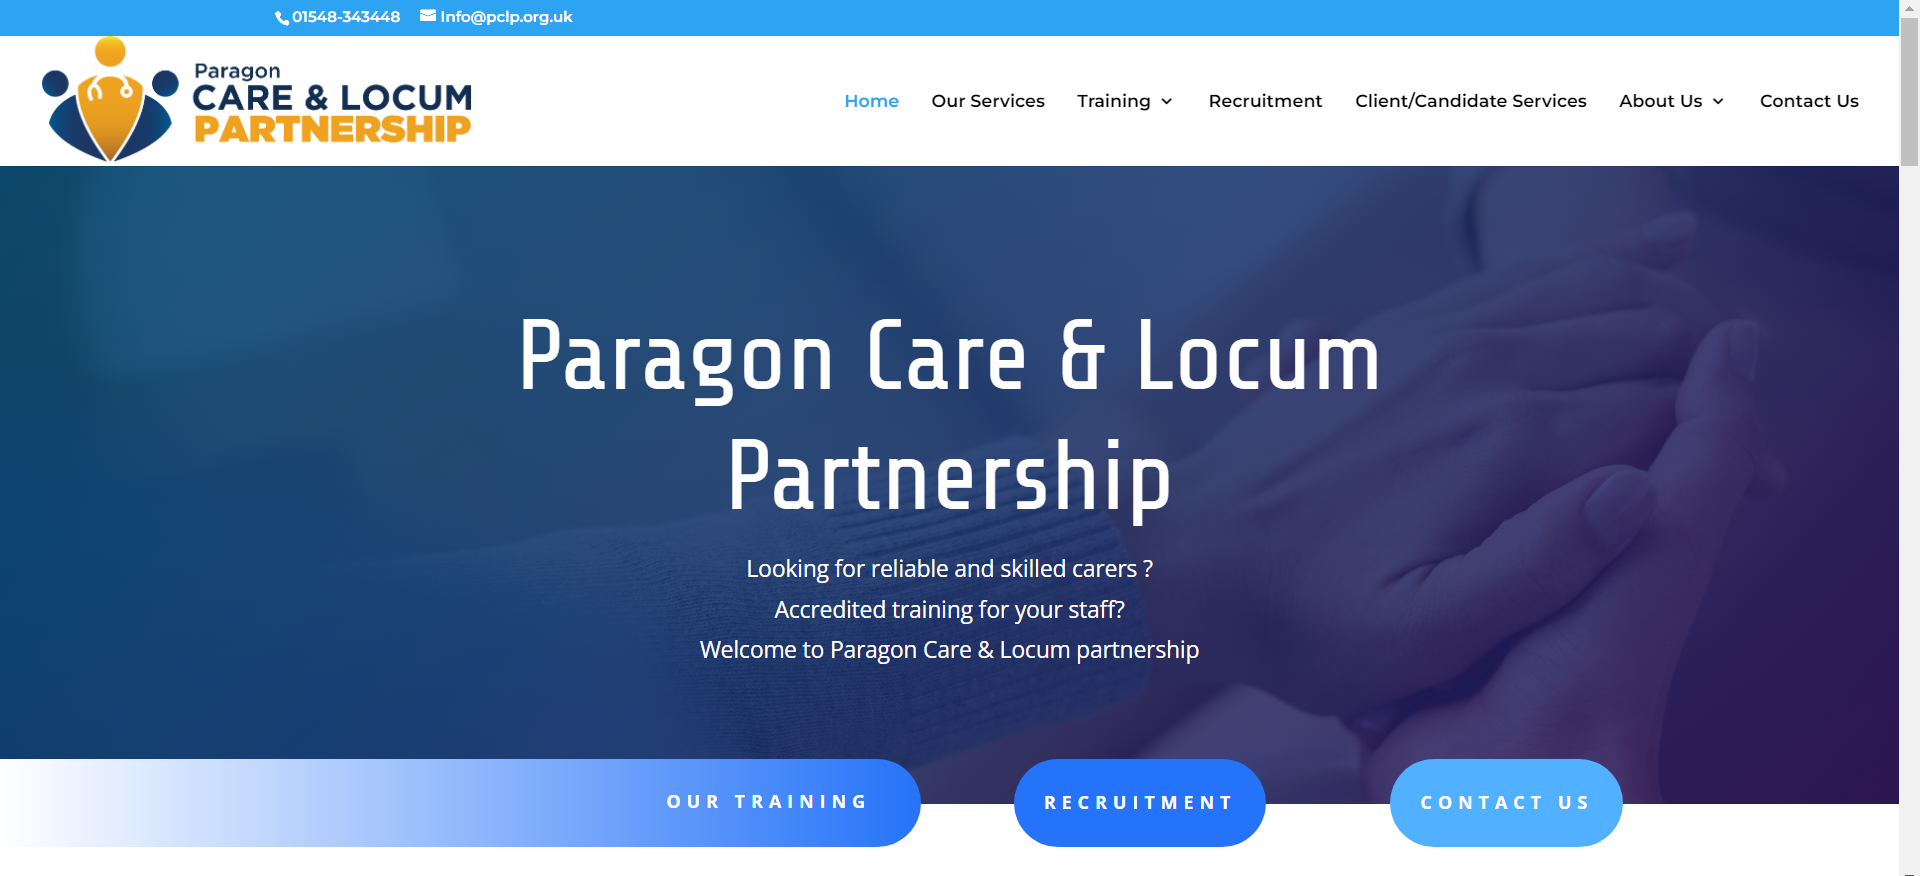 01548-343448 Info@pclp.org.uk
Paragon
CARE & LOCUM
PARTNERSHIP
Home Our Services Training Recruitment Client/Candidate Services About Us Contact Us
Paragon Care & Locum
Partnership
Looking for reliable and skilled carers ?
Accredited training for your staff?
Welcome to Paragon Care & Locum partnership
OUR TRAINING RECRUITMENT CONTACT US